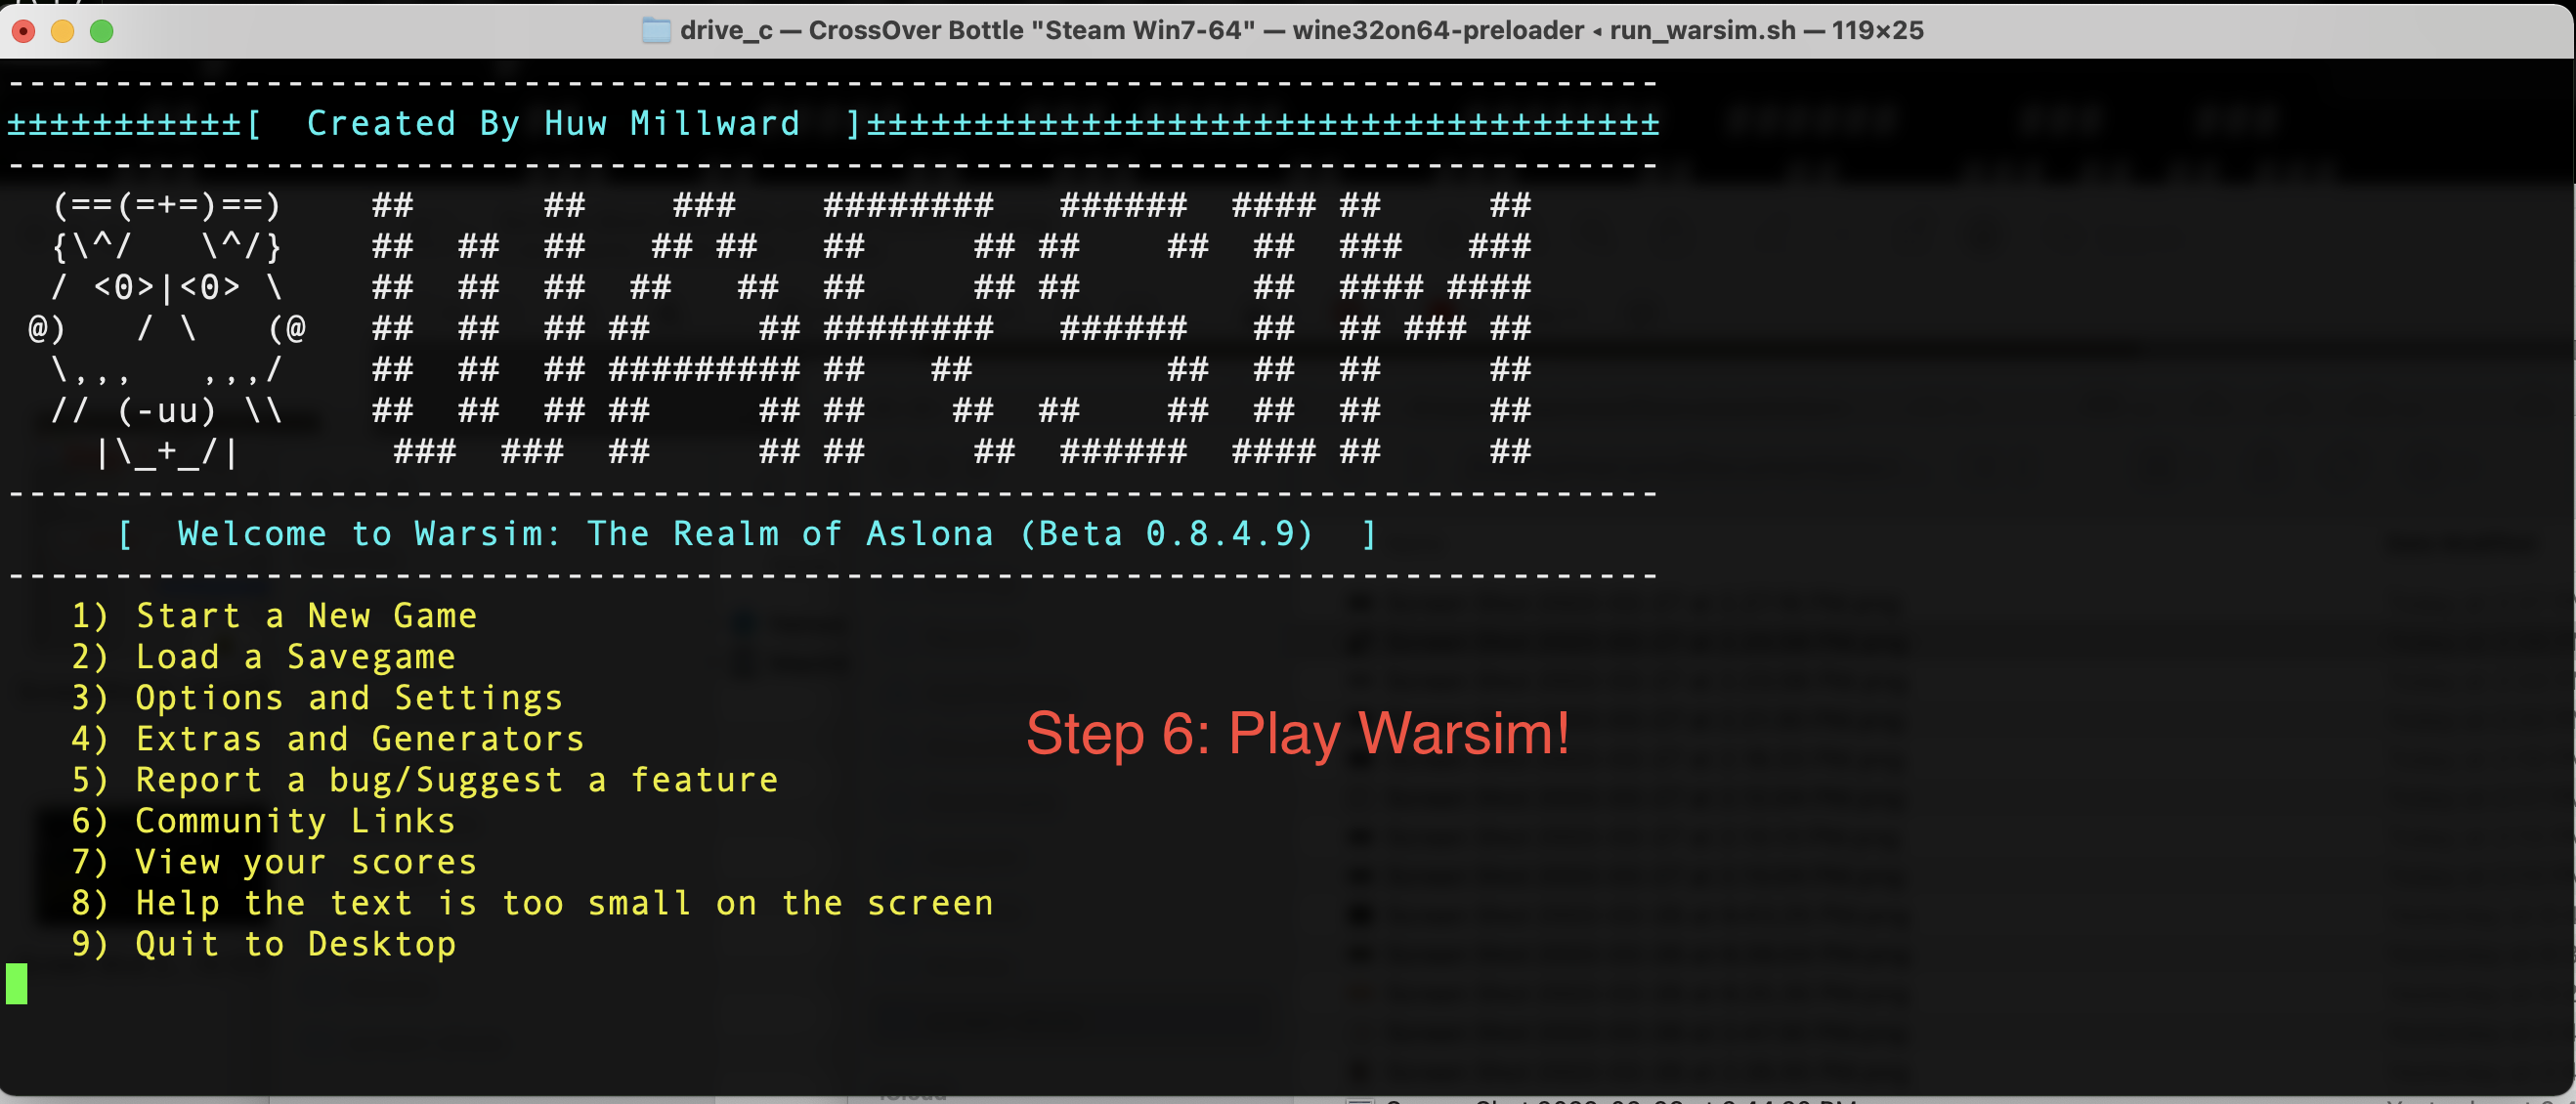 drive_c — CrossOver Bottle "Steam Win7-64" — wine32on64-preloader ◂ run_warsim.sh — 119×25
-----------------------------------------------------------------------------
±±±±±±±±±±±[  Created By Huw Millward  ]±±±±±±±±±±±±±±±±±±±±±±±±±±±±±±±±±±±±±
-----------------------------------------------------------------------------
  (==(=+=)==)    ##      ##    ###    ########   ######  #### ##     ##
  {\^/   \^/}    ##  ##  ##   ## ##   ##     ## ##    ##  ##  ###   ###
  / <0>|<0> \    ##  ##  ##  ##   ##  ##     ## ##        ##  #### ####
 @)   / \   (@   ##  ##  ## ##     ## ########   ######   ##  ## ### ##
  \,,,   ,,,/    ##  ##  ## ######### ##   ##         ##  ##  ##     ##
  // (-uu) \\    ##  ##  ## ##     ## ##    ##  ##    ##  ##  ##     ##
    |\_+_/|       ###  ###  ##     ## ##     ##  ######  #### ##     ##
-----------------------------------------------------------------------------
[  Welcome to Warsim: The Realm of Aslona (Beta 0.8.4.9)  ]
-----------------------------------------------------------------------------
1) Start a New Game
2) Load a Savegame
3) Options and Settings
4) Extras and Generators
Step 6: Play Warsim!
5) Report a bug/Suggest a feature
6) Community Links
7) View your scores
8) Help the text is too small on the screen
9) Quit to Desktop